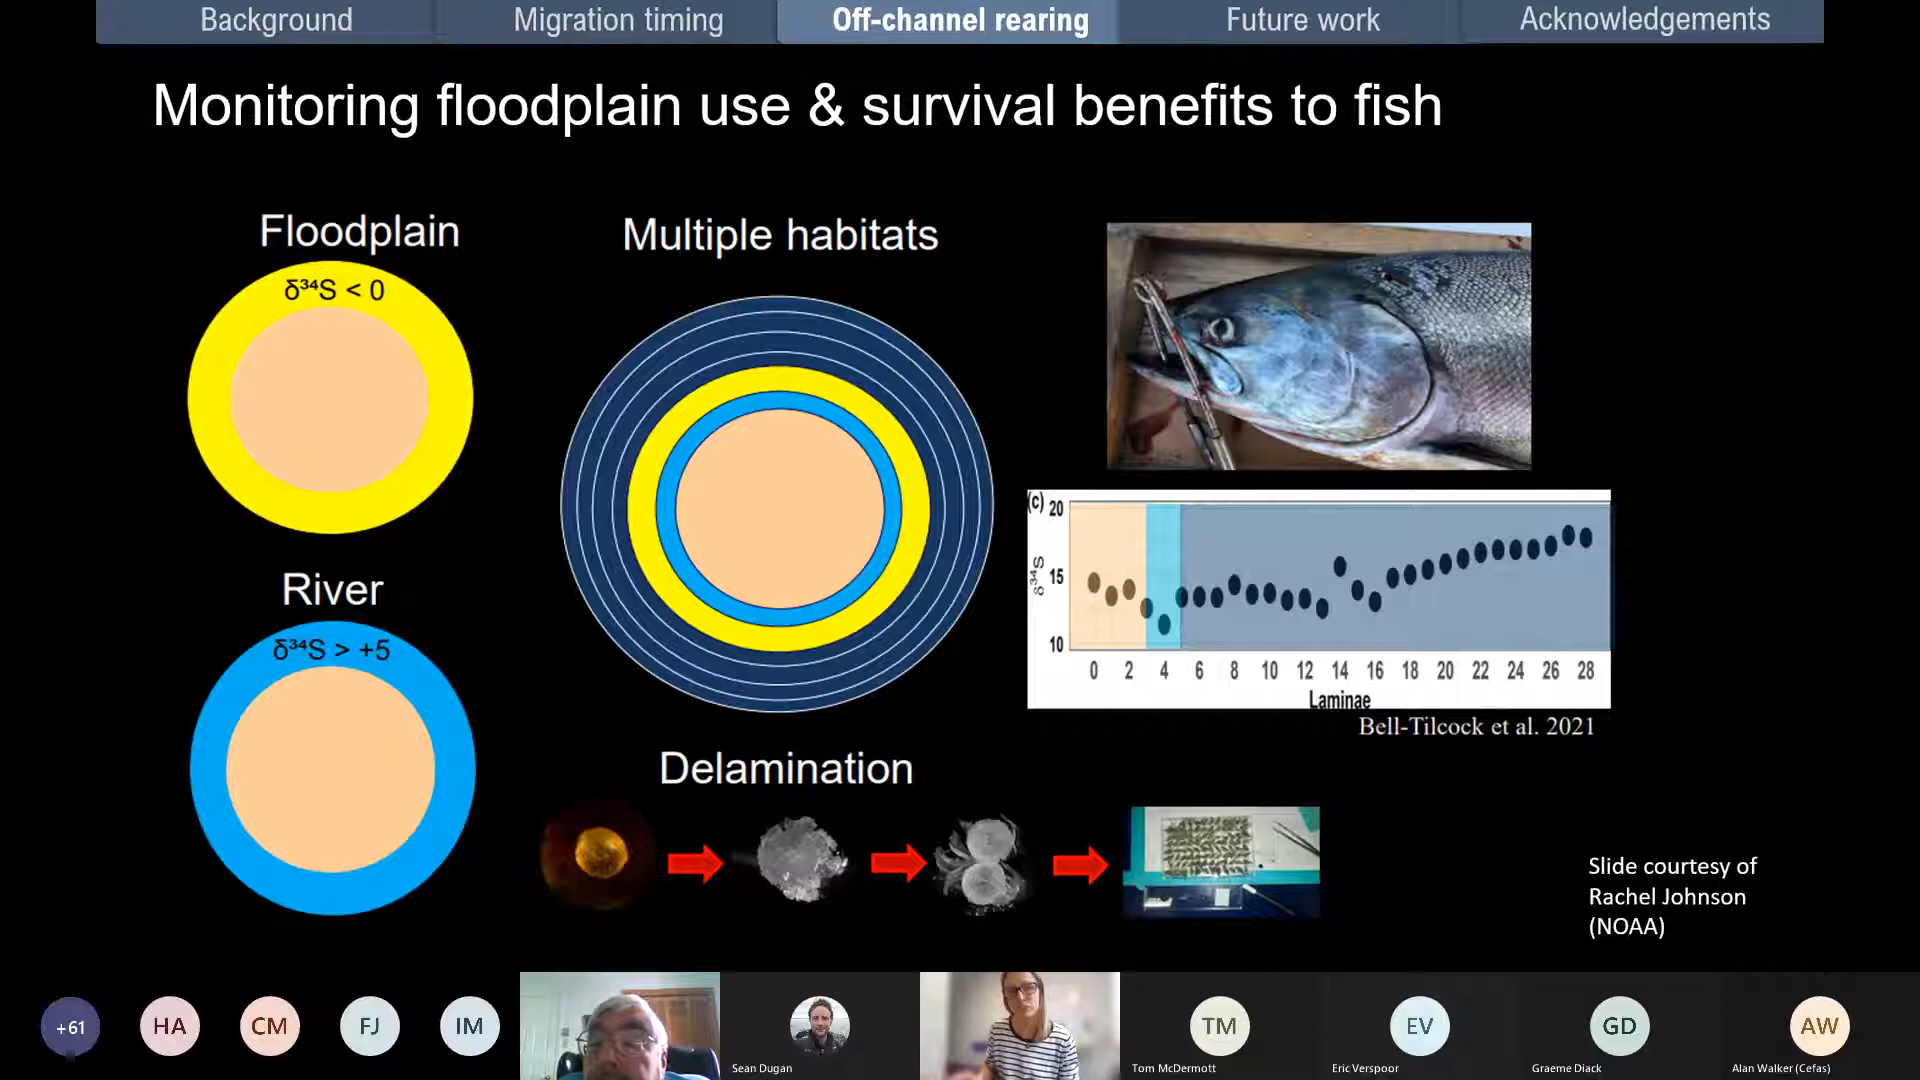 Background Migration timing Off-channel rearing Future work Acknowledgements
Monitoring floodplain use & survival benefits to fish
Floodplain
δ³⁴S < 0
Multiple habitats
River
δ³⁴S > +5
(c)
20
15
10
δ³⁴S
0 2 4 6 8 10 12 14 16 18 20 22 24 26 28
Laminae
Bell-Tilcock et al. 2021
Delamination
Slide courtesy of
Rachel Johnson
(NOAA)
+61 HA CM FJ IM TM EV GD AW
Sean Dugan Tom McDermott Eric Verspoor Graeme Diack Alan Walker (Cefas)